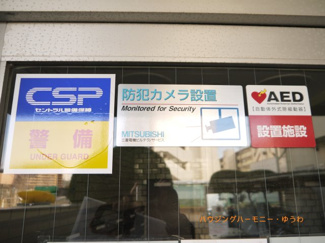 CSP
セントラル警備保障
警備
UNDER GUARD
防犯カメラ設置
Monitored for Security
MITSUBISHI
AED
設置施設
ハウジングハーモニー・ゆうわ